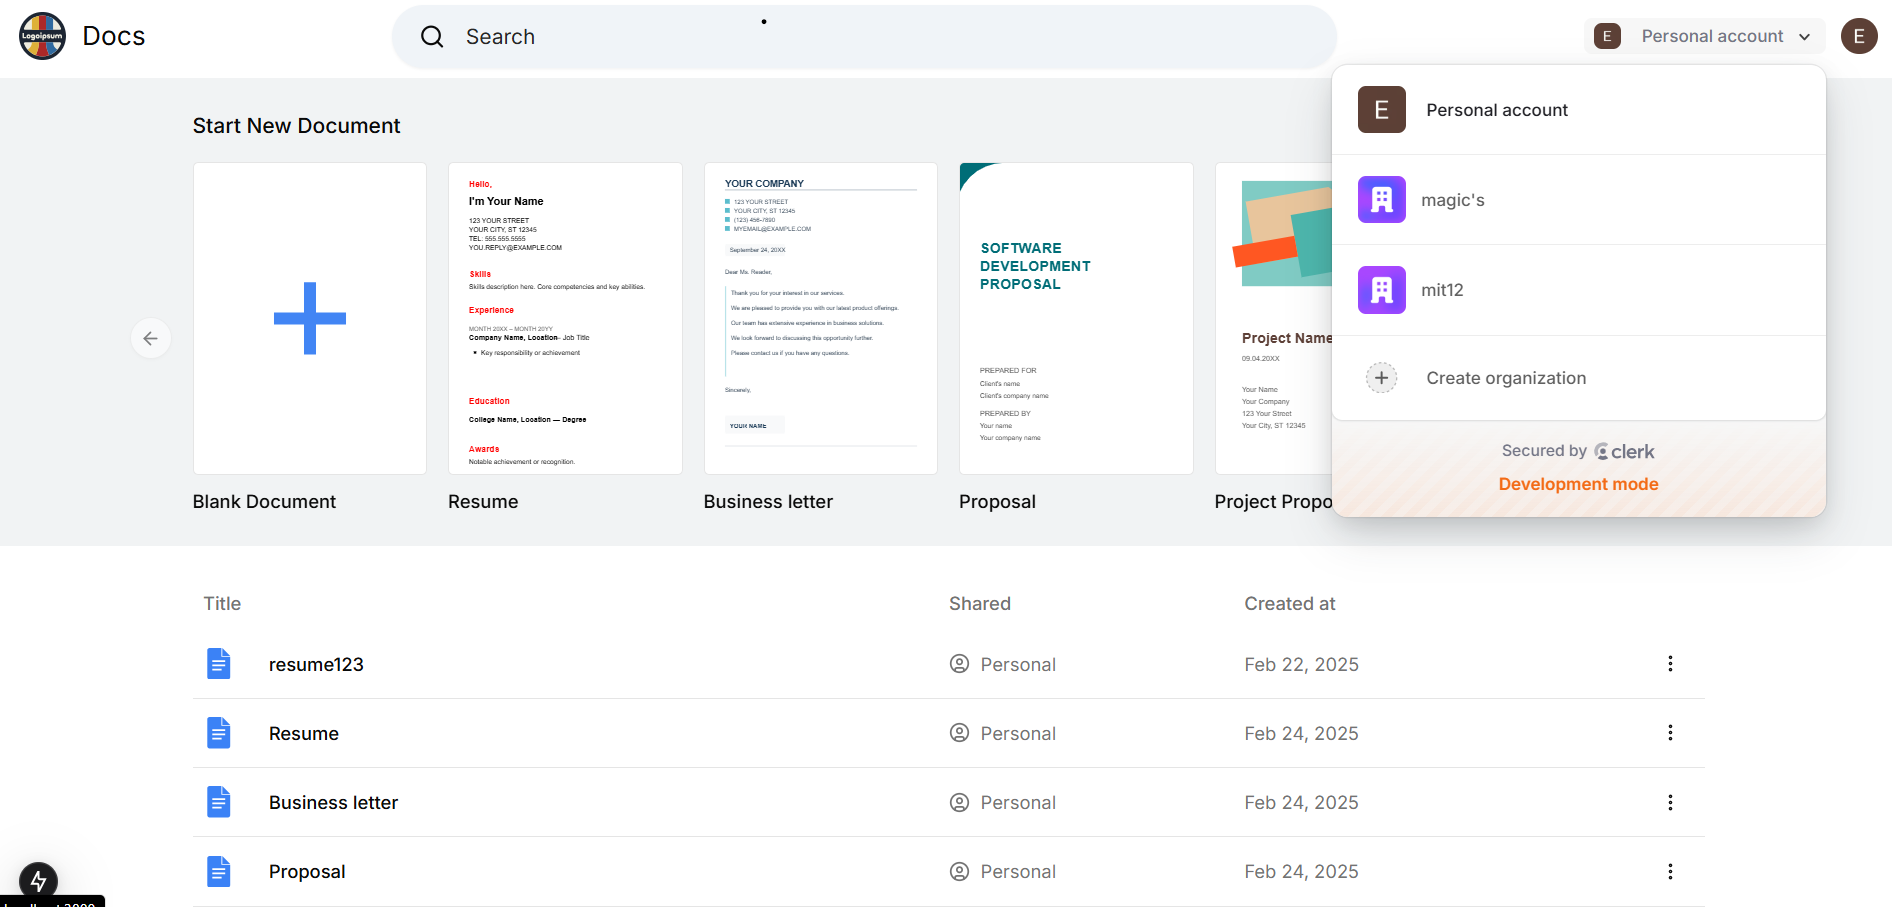 Logoipsum
Docs
Search
E
Personal account
E
E
Personal account
magic's
mit12
Create organization
Secured by clerk
Development mode
Start New Document
Hello,
I'm Your Name
123 YOUR STREET
YOUR CITY, ST 12345
TEL: 555.555.5555
YOU.REPLY@EXAMPLE.COM
Skills
Skills description here. Core competencies and key abilities.
Experience
MONTH 20XX – MONTH 20YY
Company Name, Location– Job Title
• Key responsibility or achievement
Education
College Name, Location — Degree
Awards
Notable achievement or recognition.
YOUR COMPANY
123 YOUR STREET
YOUR CITY, ST 12345
(123) 456-7890
MYEMAIL@EXAMPLE.COM
September 24, 20XX
Dear Ms. Reader,
Thank you for your interest in our services.
We are pleased to provide you with our latest product offerings.
Our team has extensive experience in business solutions.
We look forward to discussing this opportunity further.
Please contact us if you have any questions.
Sincerely,
YOUR NAME
SOFTWARE
DEVELOPMENT
PROPOSAL
PREPARED FOR
Client's name
Client's company name
PREPARED BY
Your name
Your company name
Project Name
09.04.20XX
Your Name
Your Company
123 Your Street
Your City, ST 12345
Blank Document
Resume
Business letter
Proposal
Project Propo
Title
Shared
Created at
resume123
Personal
Feb 22, 2025
Resume
Personal
Feb 24, 2025
Business letter
Personal
Feb 24, 2025
Proposal
Personal
Feb 24, 2025